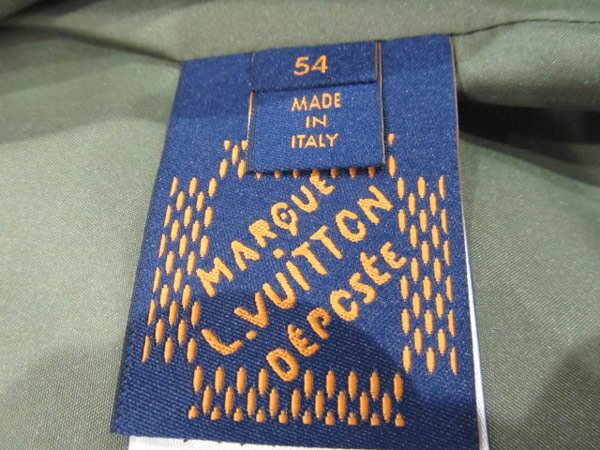 54
MADE
IN
ITALY
MARQUE
L.VUITTON
DÉPOSÉE